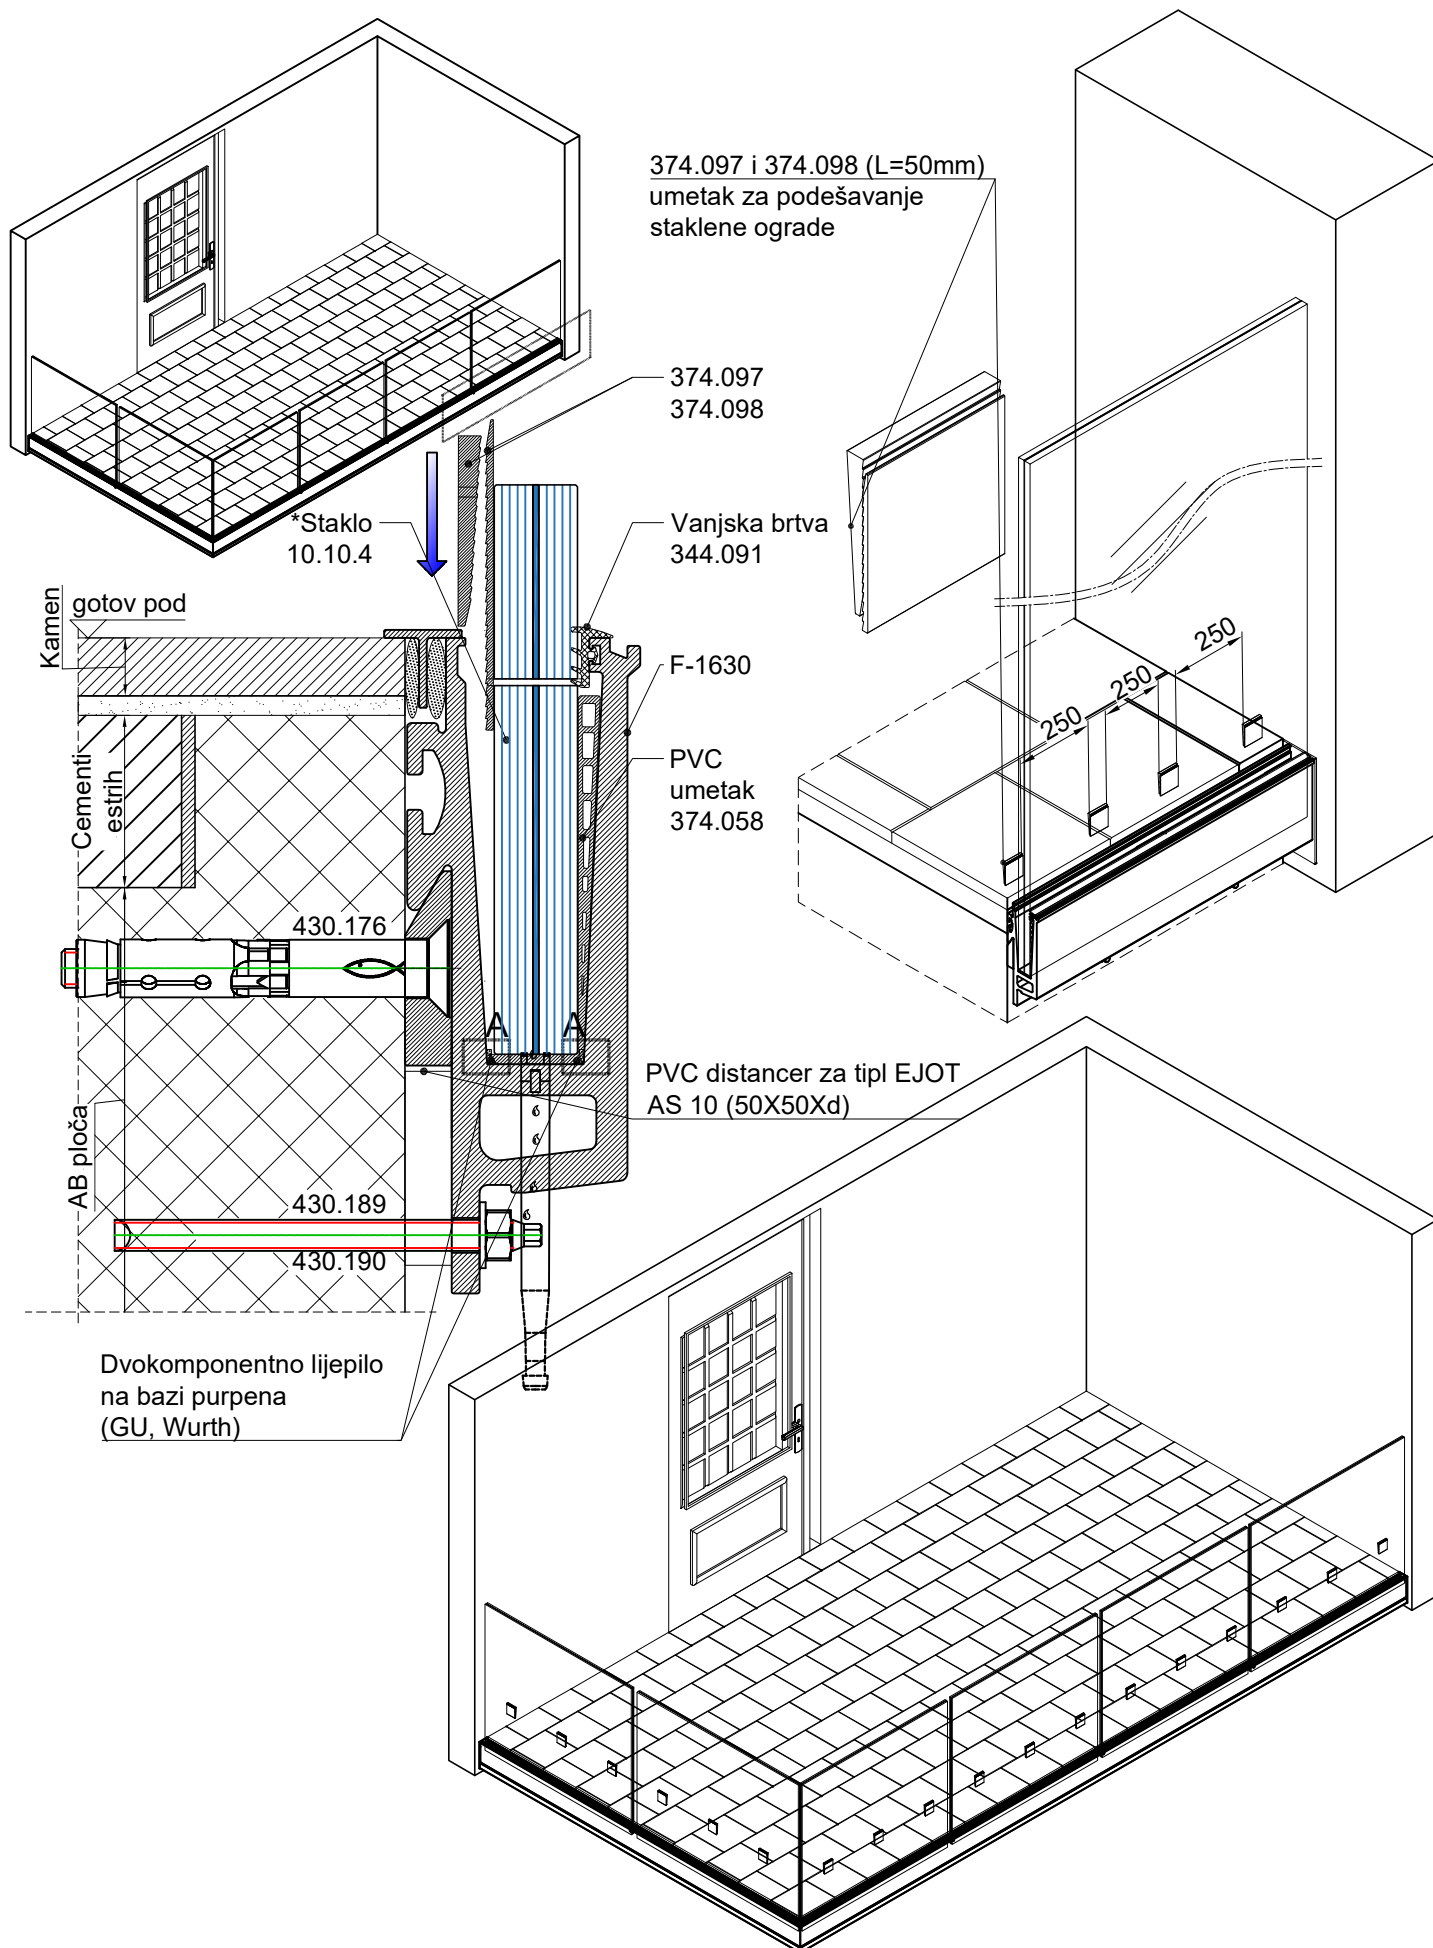 374.097 i 374.098 (L=50mm)
umetak za podešavanje
staklene ograde
374.097
374.098
*Staklo
10.10.4
Vanjska brtva
344.091
gotov pod
Kamen
F-1630
250
250
250
PVC
umetak
374.058
Cementi
estrih
430.176
A
A
PVC distancer za tipl EJOT
AS 10 (50X50Xd)
AB ploča
430.189
430.190
Dvokomponentno lijepilo
na bazi purpena
(GU, Wurth)